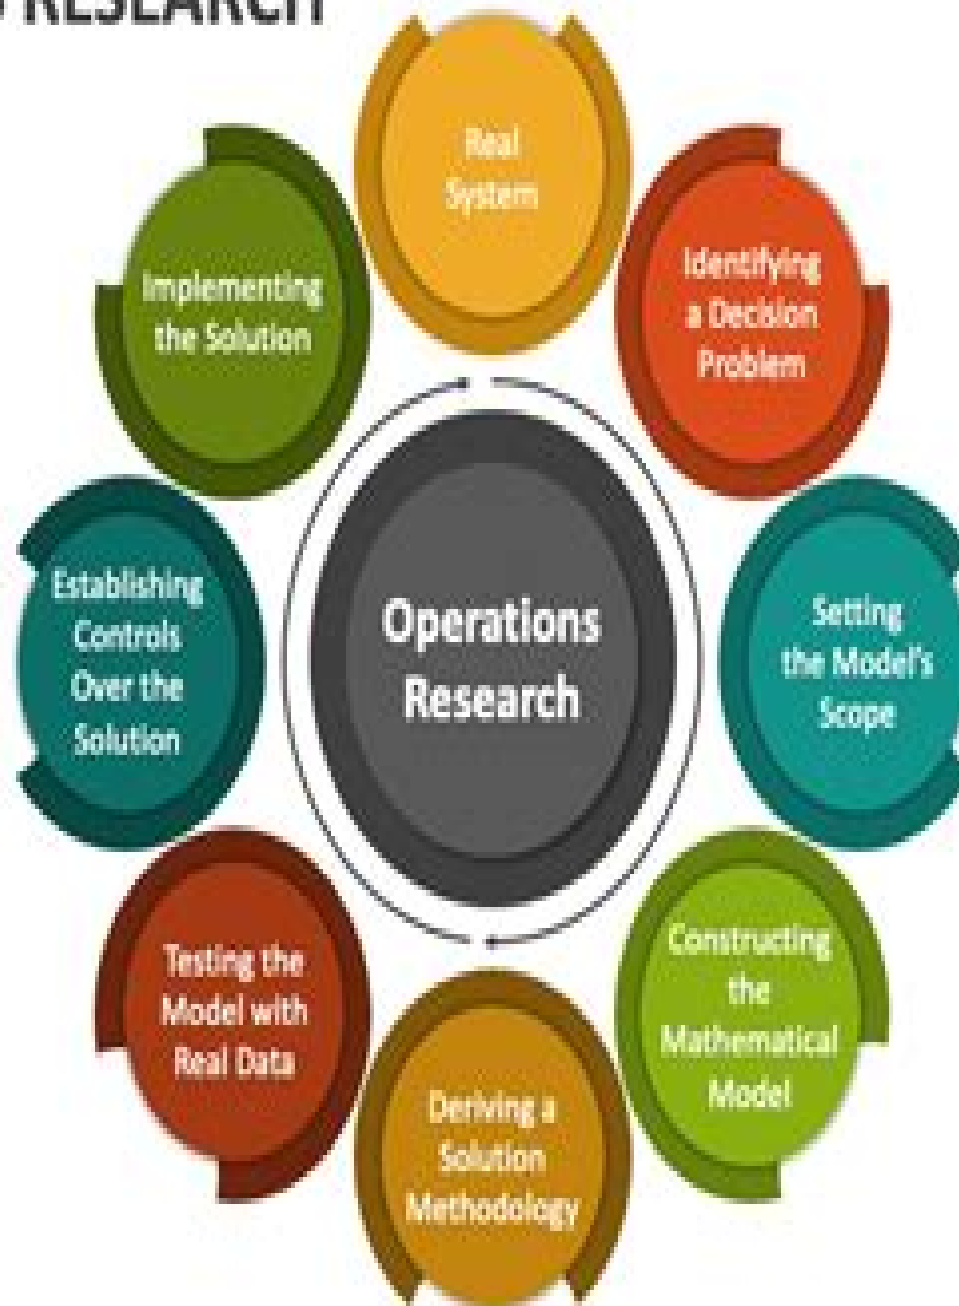 RESEARCH
Real
System
Identifying
a Decision
Problem
Setting
the Model's
Scope
Constructing
the
Mathematical
Model
Deriving a
Solution
Methodology
Testing the
Model with
Real Data
Establishing
Controls
Over the
Solution
Implementing
the Solution
Operations
Research